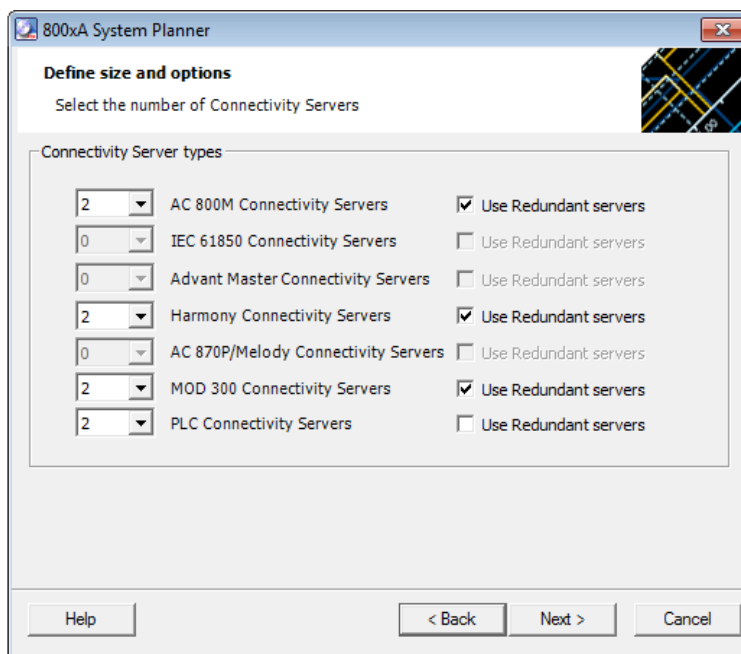 800xA System Planner
Define size and options
Select the number of Connectivity Servers
Connectivity Server types
2 AC 800M Connectivity Servers Use Redundant servers
0 IEC 61850 Connectivity Servers Use Redundant servers
0 Advant Master Connectivity Servers Use Redundant servers
2 Harmony Connectivity Servers Use Redundant servers
0 AC 870P/Melody Connectivity Servers Use Redundant servers
2 MOD 300 Connectivity Servers Use Redundant servers
2 PLC Connectivity Servers Use Redundant servers
Help < Back Next > Cancel